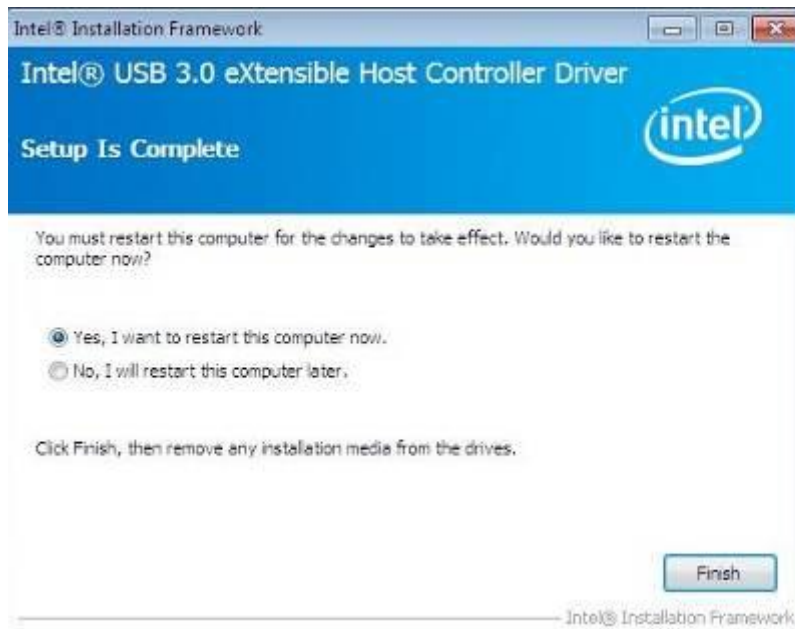 Intel® Installation Framework
Intel® USB 3.0 eXtensible Host Controller Driver
intel
Setup Is Complete
You must restart this computer for the changes to take effect. Would you like to restart the
computer now?
Yes, I want to restart this computer now.
No, I will restart this computer later.
Click Finish, then remove any installation media from the drives.
Finish
Intel® Installation Framework